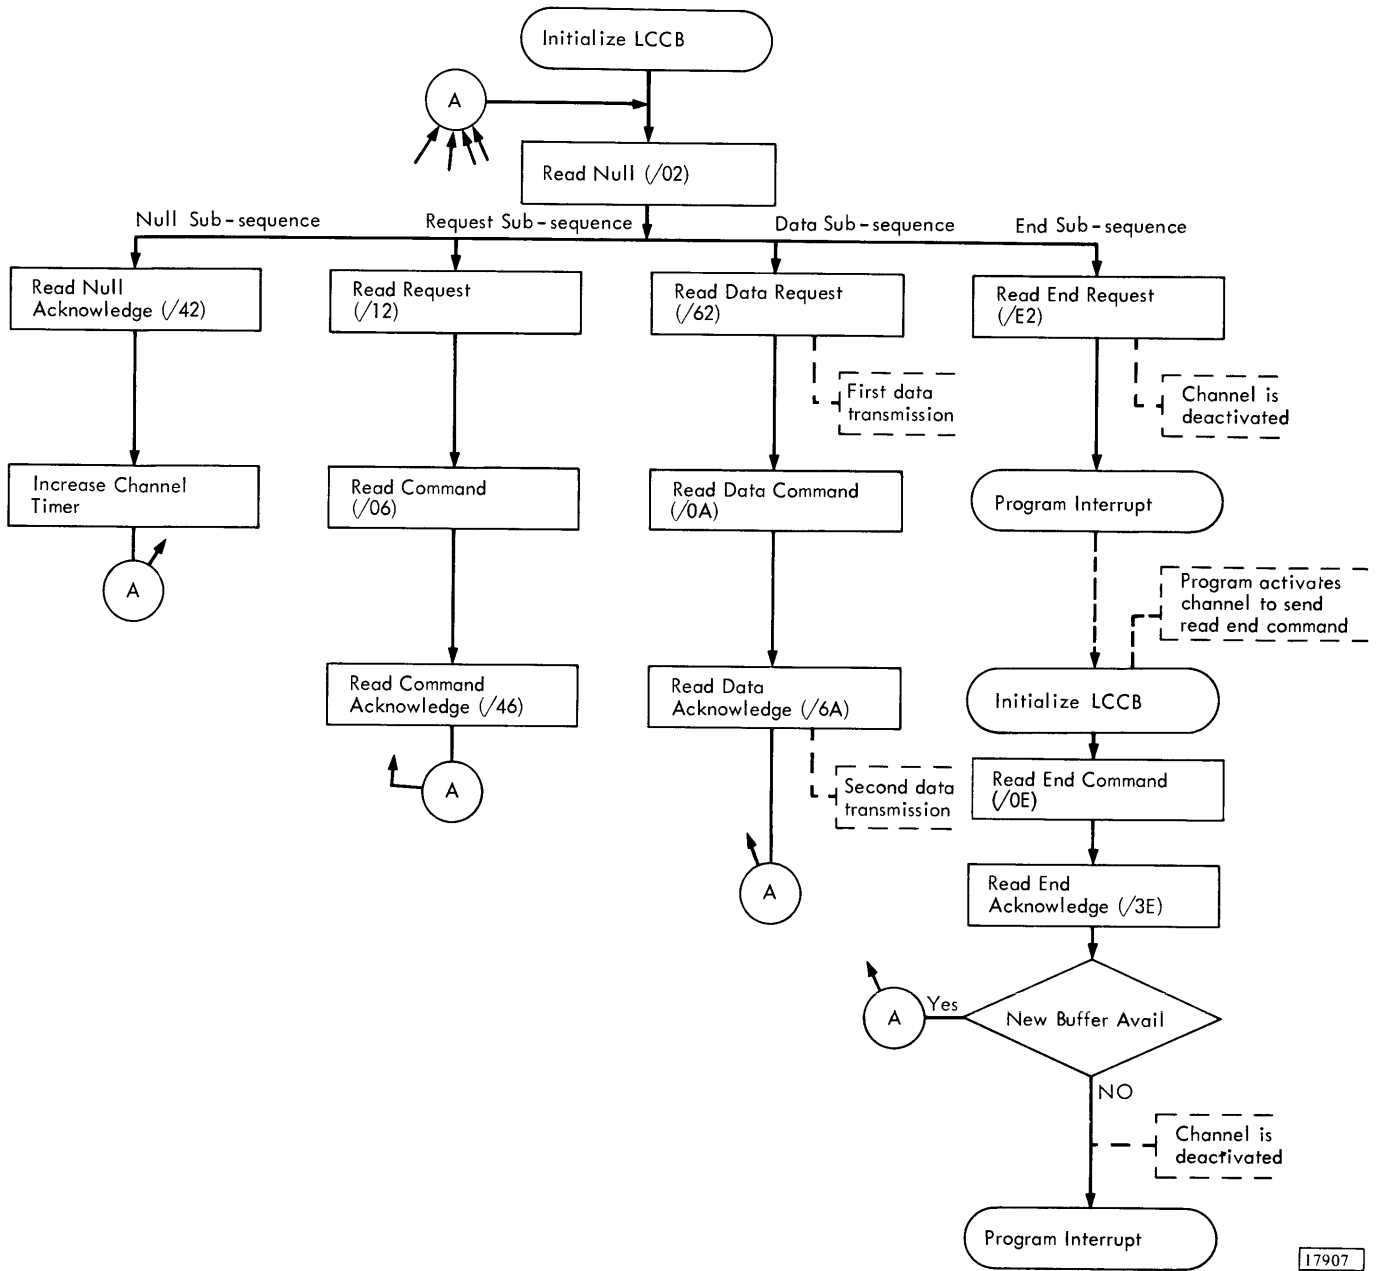 Initialize LCCB
A
Read Null (/02)
Null Sub-sequence
Request Sub-sequence
Data Sub-sequence
End Sub-sequence
Read Null
Acknowledge (/42)
Read Request
(/12)
Read Data Request
(/62)
Read End Request
(/E2)
First data
transmission
Channel is
deactivated
Increase Channel
Timer
Read Command
(/06)
Read Data Command
(/0A)
Program Interrupt
A
Program activates
channel to send
read end command
Read Command
Acknowledge (/46)
Read Data
Acknowledge (/6A)
Initialize LCCB
A
Second data
transmission
Read End Command
(/0E)
A
Read End
Acknowledge (/3E)
A
Yes
New Buffer Avail
NO
Channel is
deactivated
Program Interrupt
17907